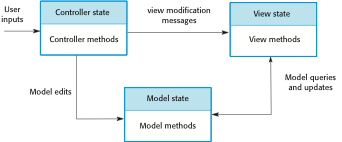 User
inputs
Controller state
Controller methods
view modification
messages
View state
View methods
Model edits
Model state
Model methods
Model queries
and updates